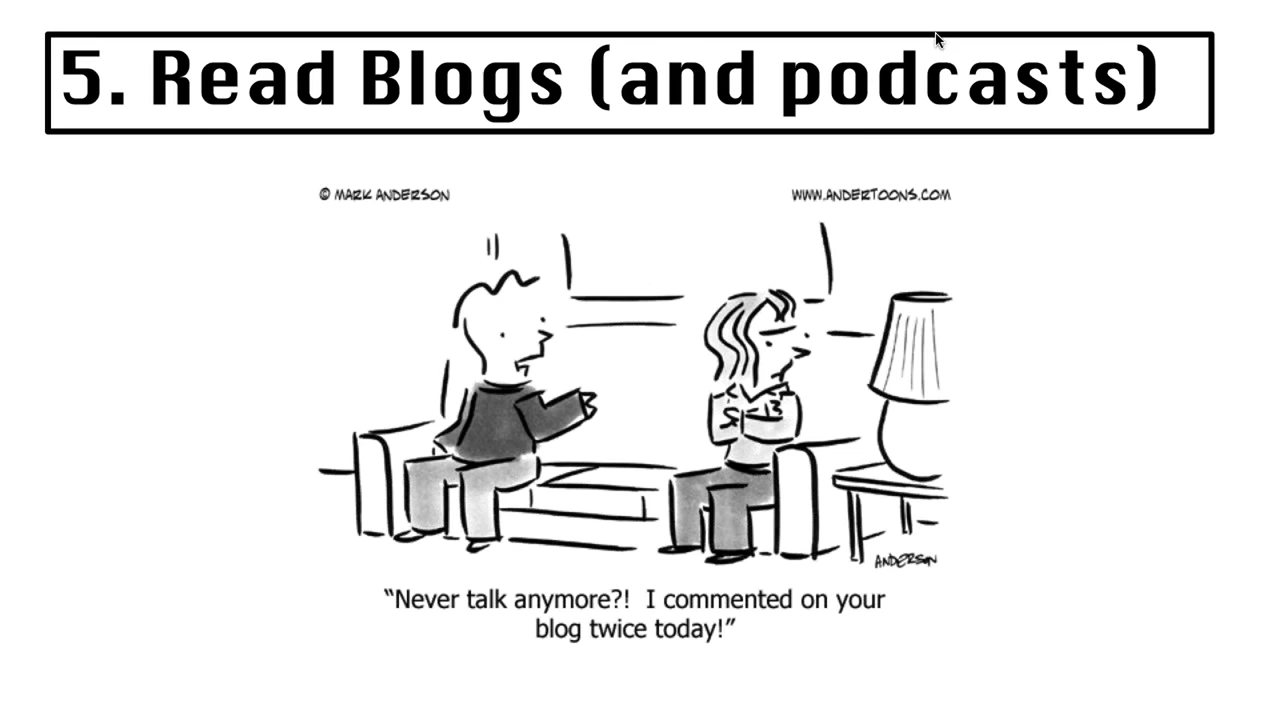 5. Read Blogs (and podcasts)
© MARK ANDERSON
WWW.ANDERTOONS.COM
ANDERSON
“Never talk anymore?! I commented on your
blog twice today!”